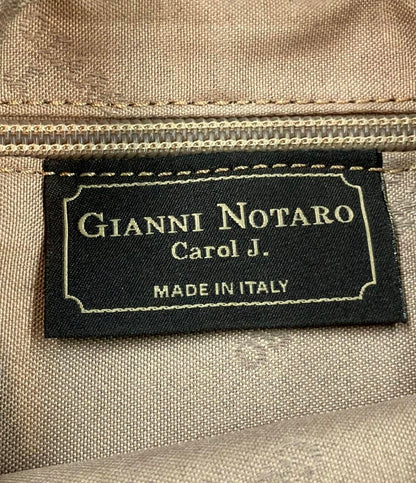 GIANNI NOTARO
Carol J.
MADE IN ITALY